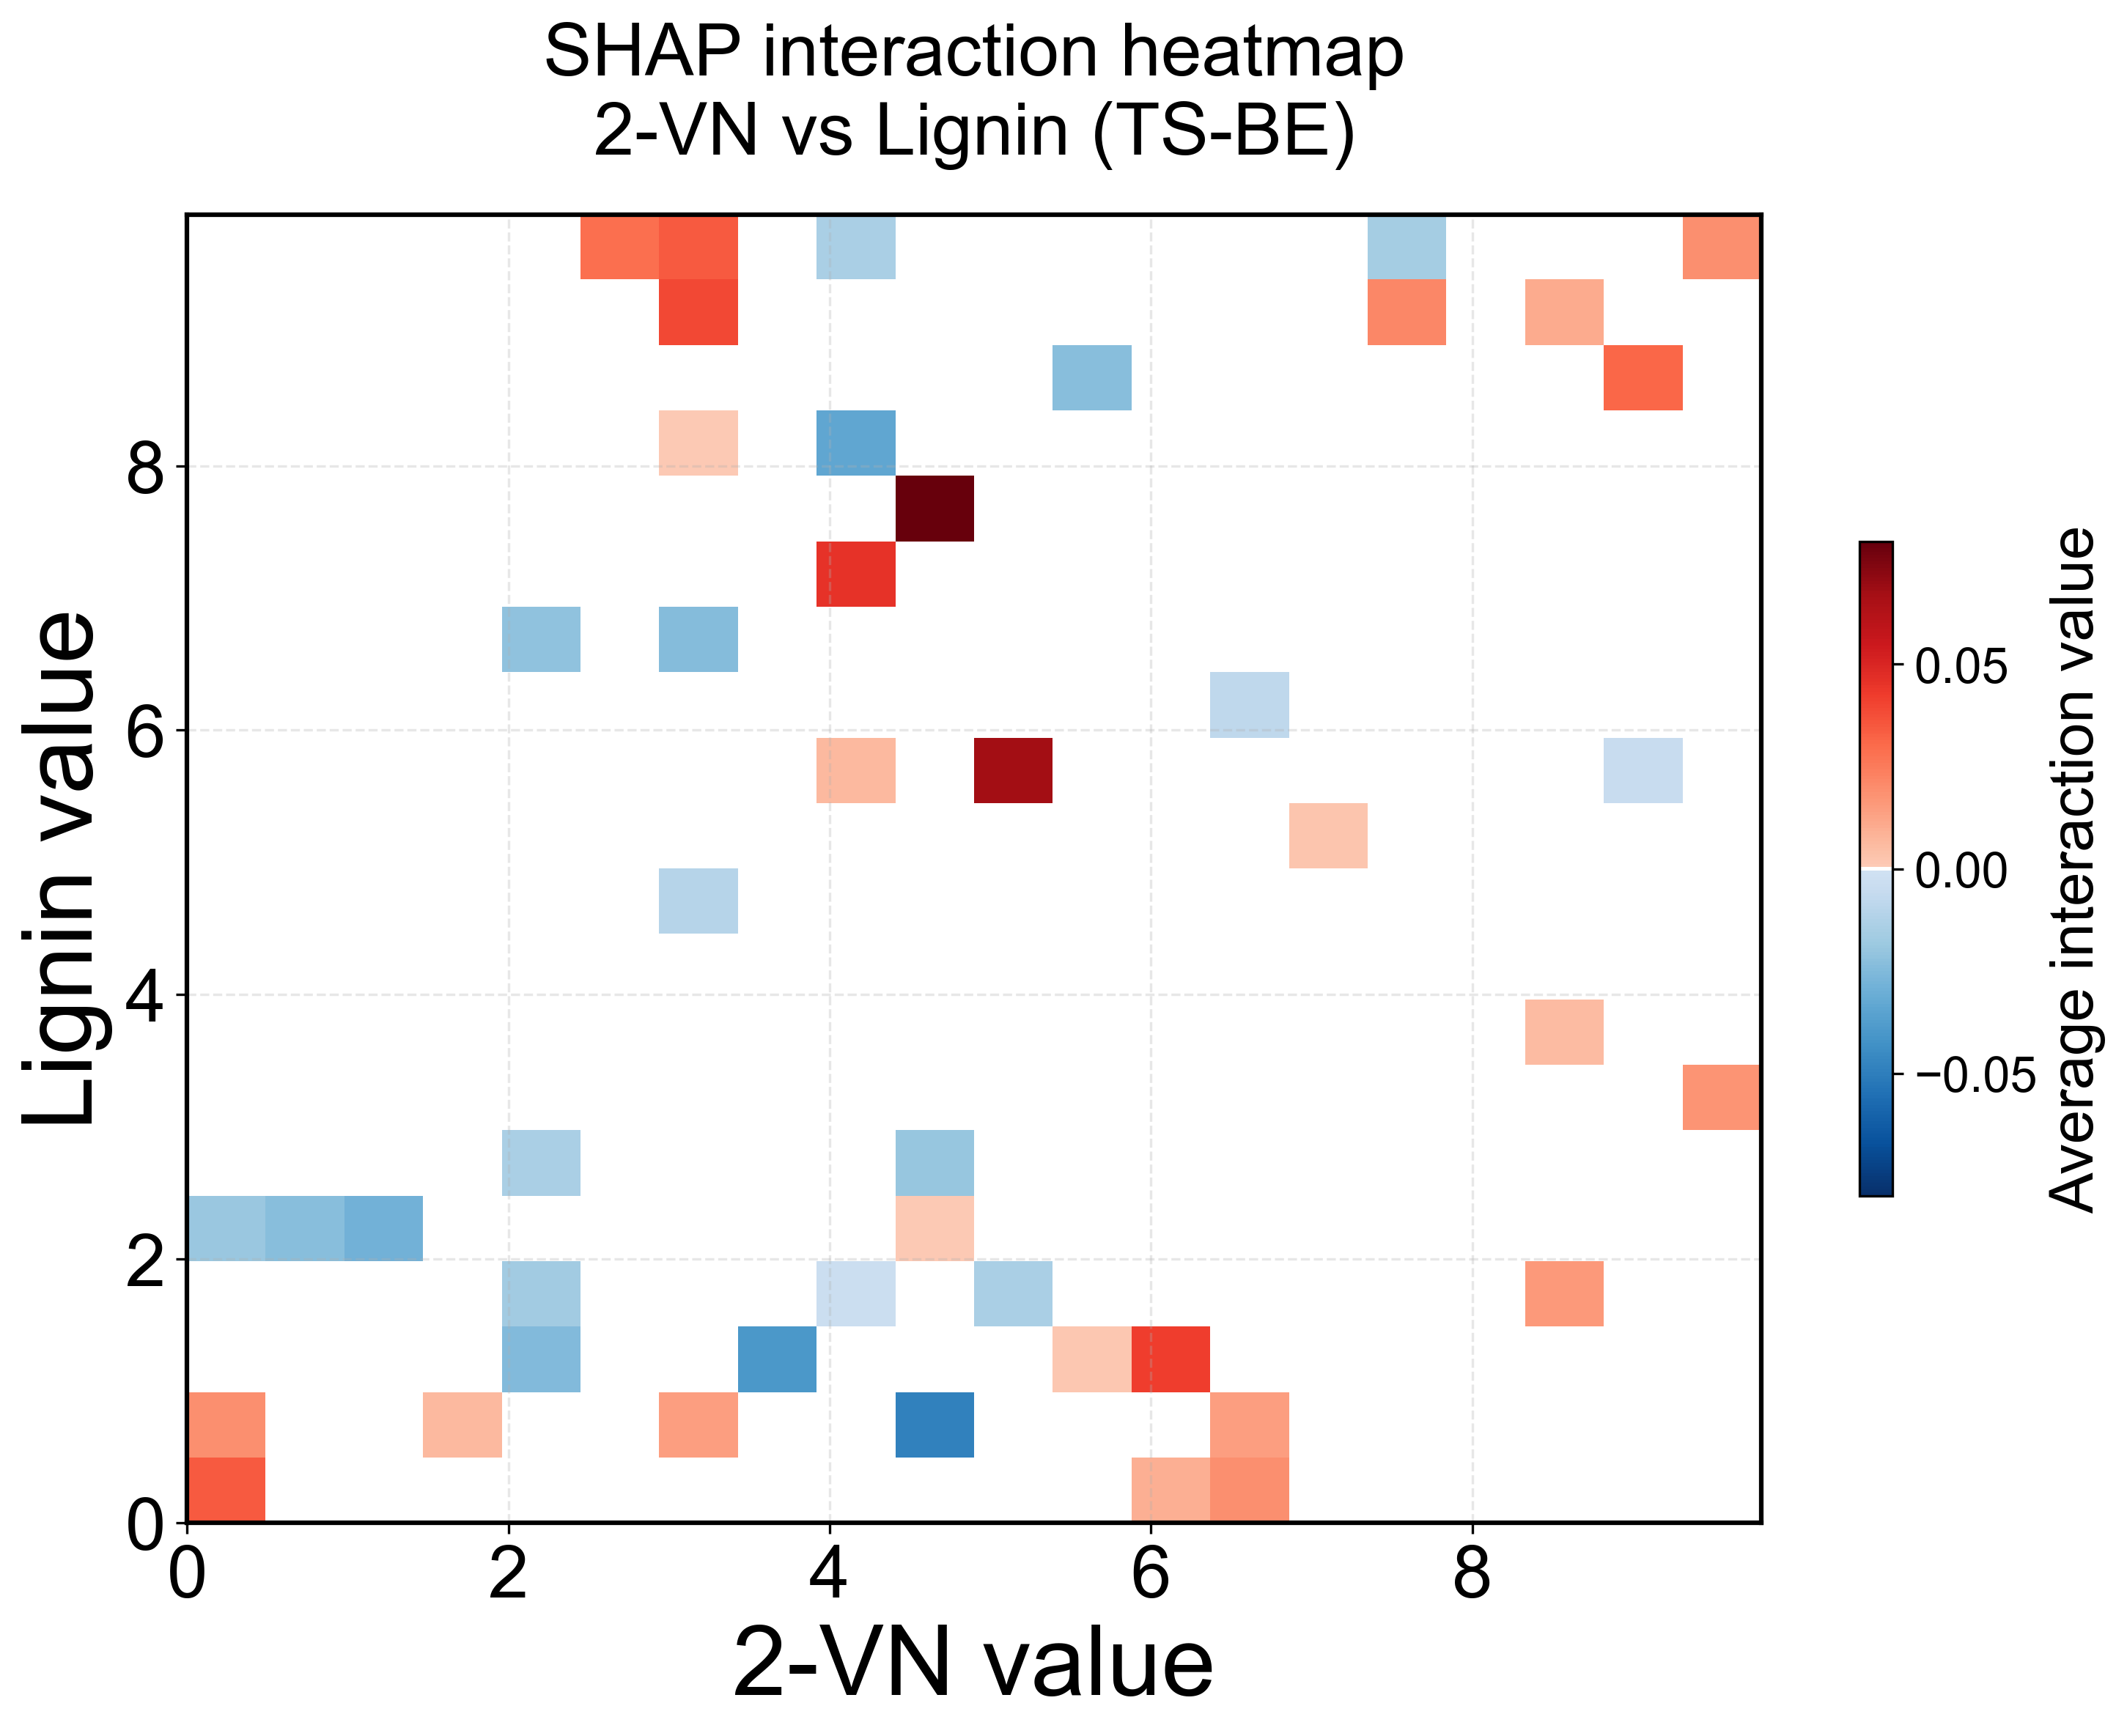 SHAP interaction heatmap
2-VN vs Lignin (TS-BE)
Lignin value
8
6
4
2
0
0
2
4
6
8
2-VN value
0.05
0.00
−0.05
Average interaction value